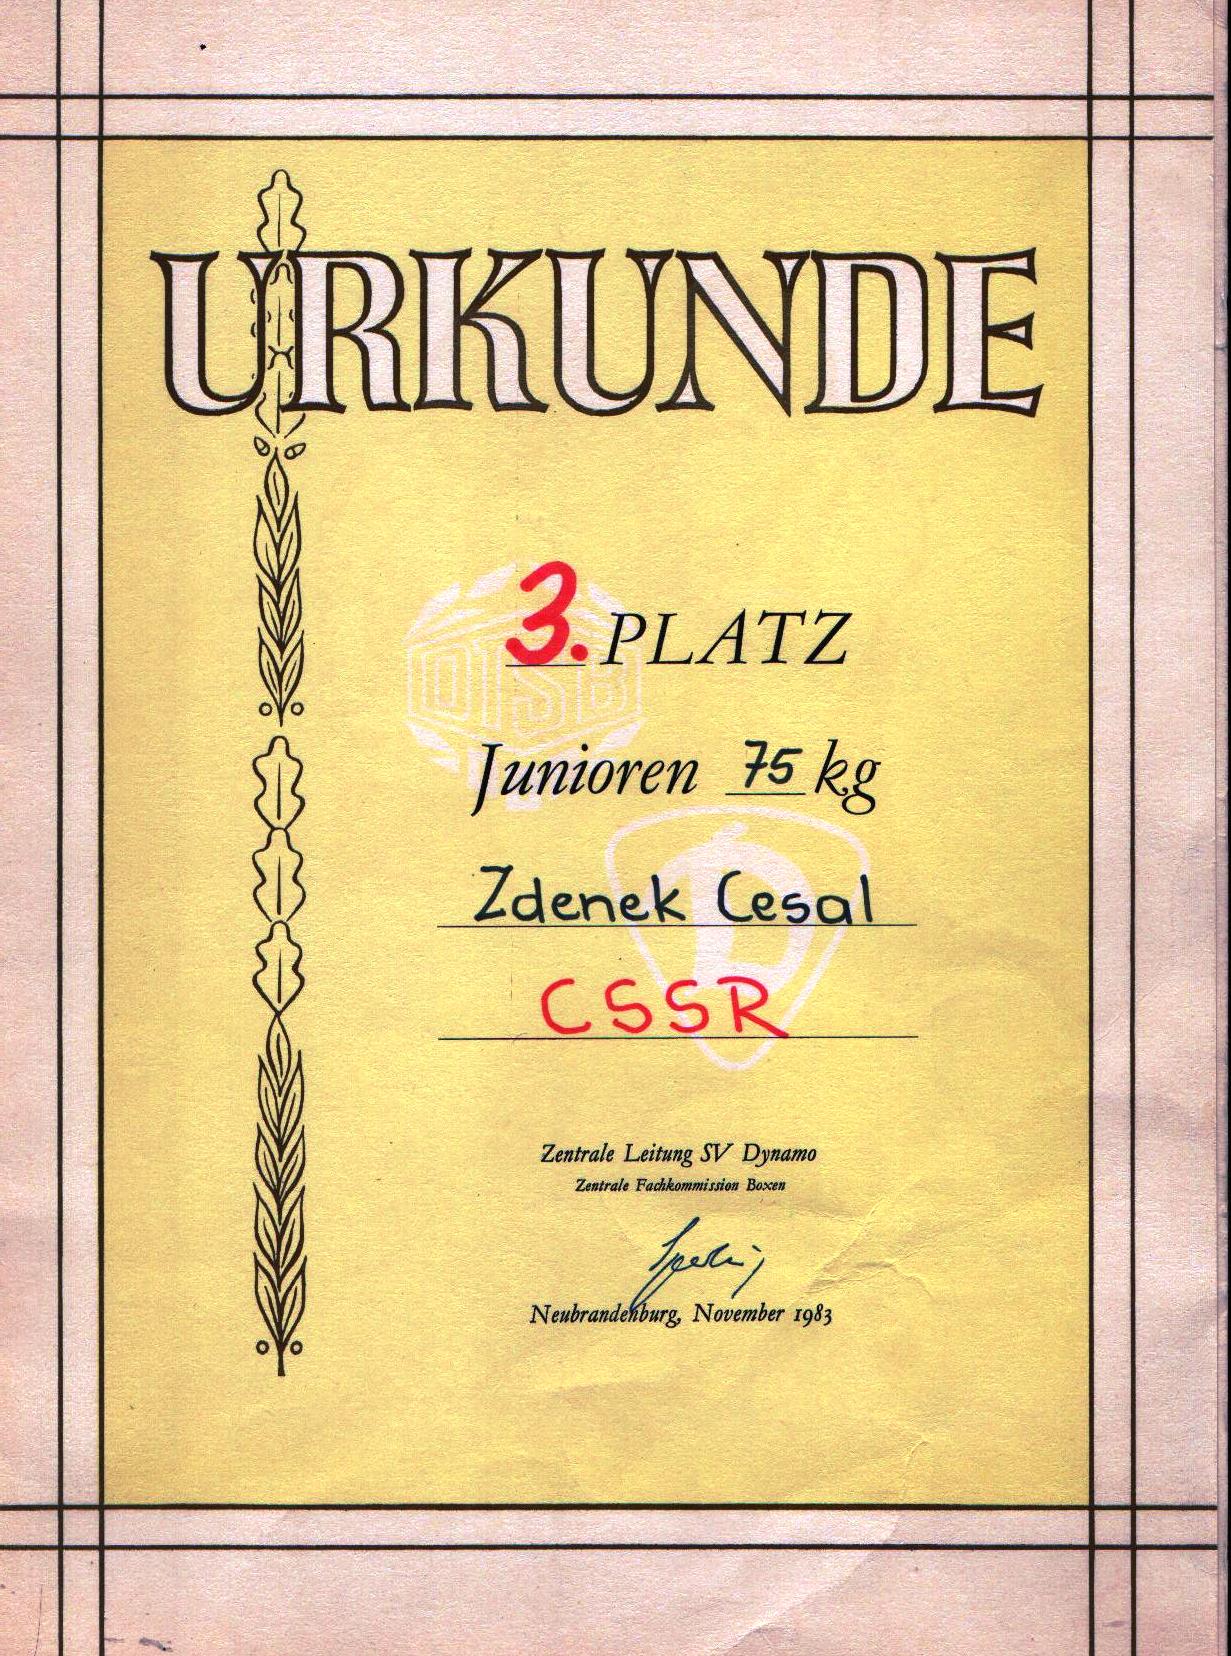 URKUNDE
3. PLATZ
DTSB
Junioren 75 kg
Zdenek Cesal
D
CSSR
Zentrale Leitung SV Dynamo
Zentrale Fachkommission Boxen
Neubrandenburg, November 1983